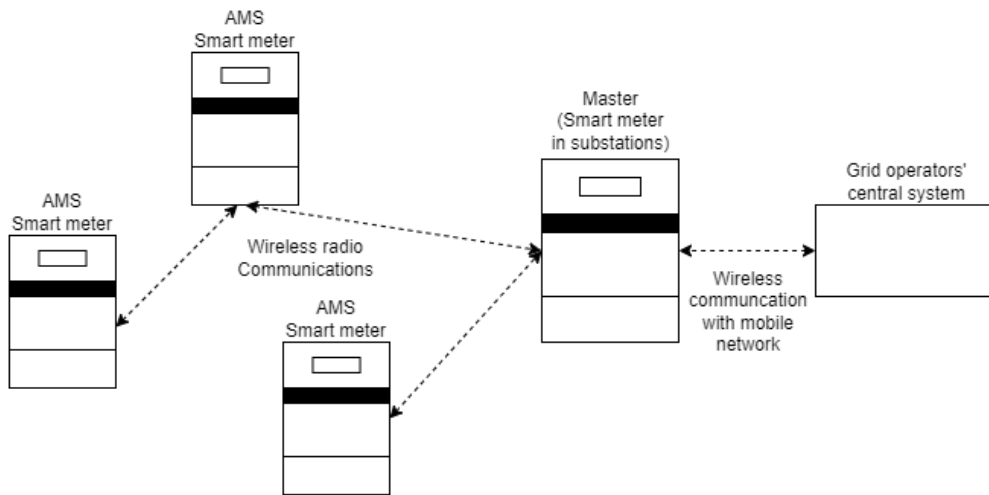 AMS
Smart meter
Master
(Smart meter
in substations)
Grid operators'
central system
AMS
Smart meter
Wireless radio
Communications
Wireless
communcation
with mobile
network
AMS
Smart meter